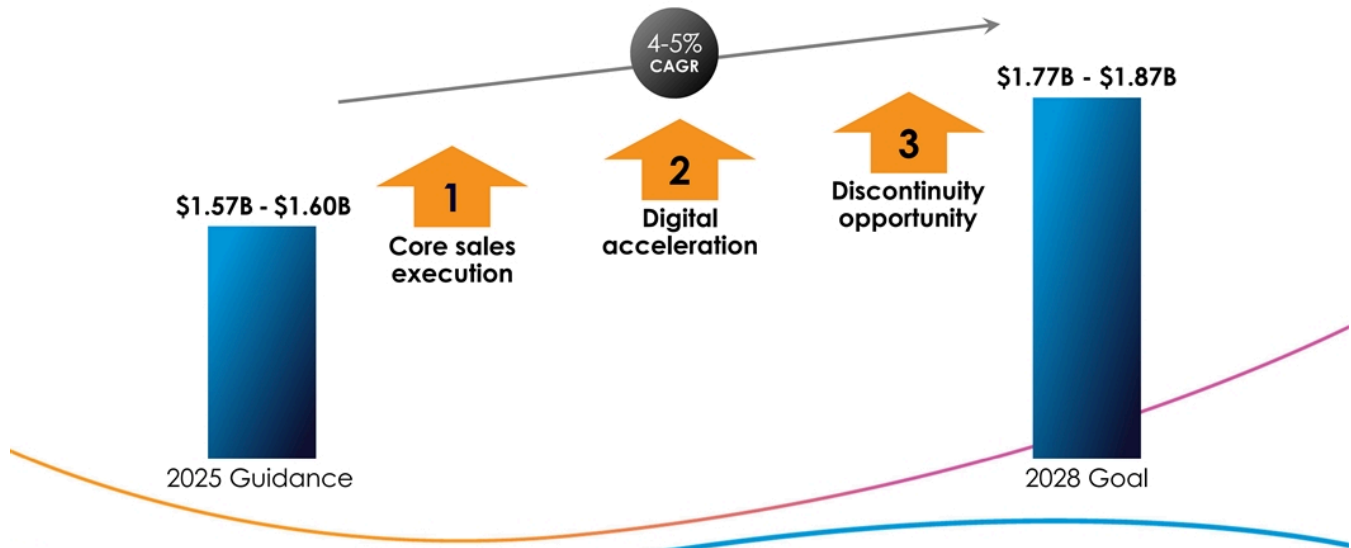 4-5%
CAGR
$1.77B - $1.87B
3
2
1
Discontinuity
opportunity
$1.57B - $1.60B
Digital
acceleration
Core sales
execution
2025 Guidance
2028 Goal